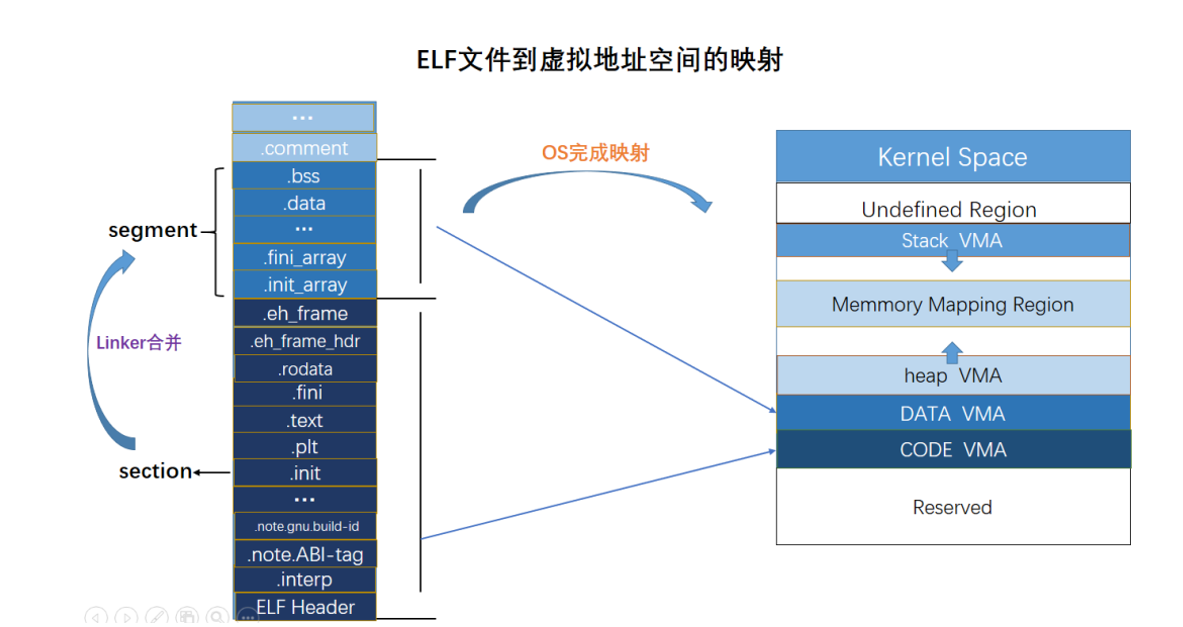 ELF文件到虚拟地址空间的映射
...
.comment
.bss
.data
...
.fini_array
.init_array
.eh_frame
.eh_frame_hdr
.rodata
.fini
.text
.plt
.init
...
.note.gnu.build-id
.note.ABI-tag
.interp
ELF Header
segment
Linker合并
section
OS完成映射
Kernel Space
Undefined Region
Stack VMA
Memmory Mapping Region
heap VMA
DATA VMA
CODE VMA
Reserved